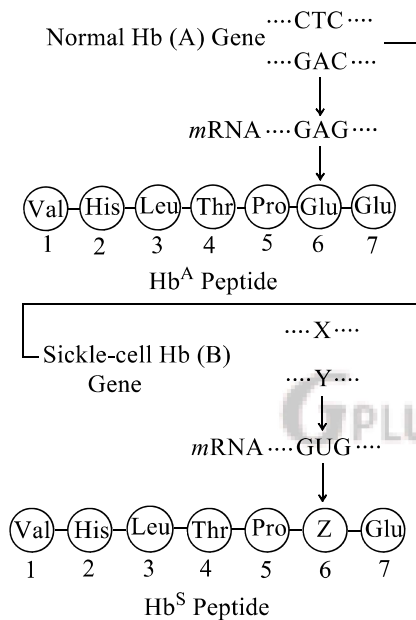 ····CTC····
Normal Hb (A) Gene
····GAC····
mRNA ····GAG····
Val His Leu Thr Pro Glu Glu
1 2 3 4 5 6 7
Hb^A Peptide
····X····
Sickle-cell Hb (B)
Gene
····Y····
GPLU
mRNA ····GUG····
Val His Leu Thr Pro Z Glu
1 2 3 4 5 6 7
Hb^S Peptide